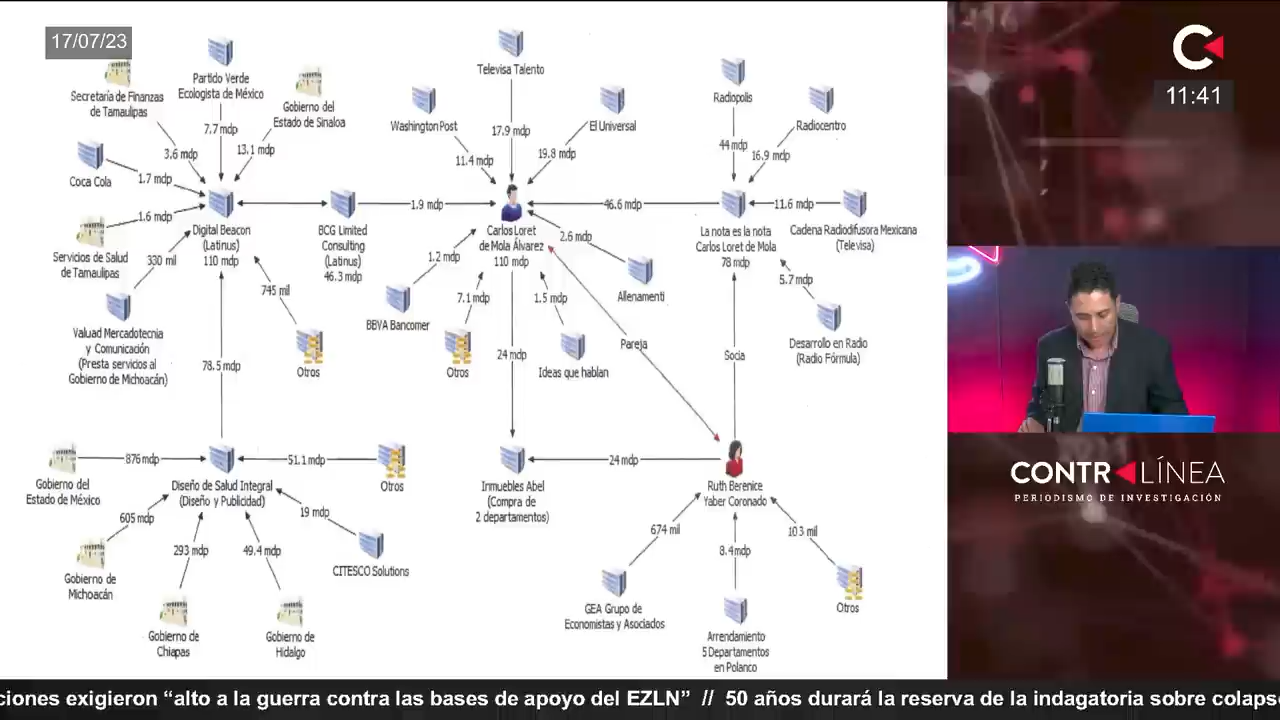 17/07/23
11:41
Secretaría de Finanzas
de Tamaulipas
Partido Verde
Ecologista de México
Gobierno del
Estado de Sinaloa
3.6 mdp
7.7 mdp
13.1 mdp
Coca Cola
1.7 mdp
Servicios de Salud
de Tamaulipas
1.6 mdp
Digital Beacon
(Latinus)
110 mdp
330 mil
Valuad Mercadotecnia
y Comunicación
(Presta servicios al
Gobierno de Michoacán)
745 mil
Otros
BCG Limited
Consulting
(Latinus)
46.3 mdp
1.9 mdp
78.5 mdp
Televisa Talento
17.9 mdp
Washington Post
11.4 mdp
El Universal
19.8 mdp
Carlos Loret
de Mola Álvarez
110 mdp
1.2 mdp
BBVA Bancomer
7.1 mdp
Otros
1.5 mdp
Ideas que hablan
2.6 mdp
Allenamenti
46.6 mdp
Radiopolis
44 mdp
Radiocentro
16.9 mdp
La nota es la nota
Carlos Loret de Mola
78 mdp
11.6 mdp
Cadena Radiodifusora Mexicana
(Televisa)
5.7 mdp
Desarrollo en Radio
(Radio Fórmula)
24 mdp
Pareja
Socia
Gobierno del
Estado de México
876 mdp
Diseño de Salud Integral
(Diseño y Publicidad)
51.1 mdp
Otros
605 mdp
Gobierno de
Michoacán
293 mdp
Gobierno de
Chiapas
49.4 mdp
Gobierno de
Hidalgo
19 mdp
CITESCO Solutions
Inmuebles Abel
(Compra de
2 departamentos)
24 mdp
Ruth Berenice
Yaber Coronado
674 mil
GEA Grupo de
Economistas y Asociados
8.4 mdp
Arrendamiento
5 Departamentos
en Polanco
103 mil
Otros
CONTRALÍNEA
PERIODISMO DE INVESTIGACIÓN
ciones exigieron “alto a la guerra contra las bases de apoyo del EZLN” // 50 años durará la reserva de la indagatoria sobre colaps